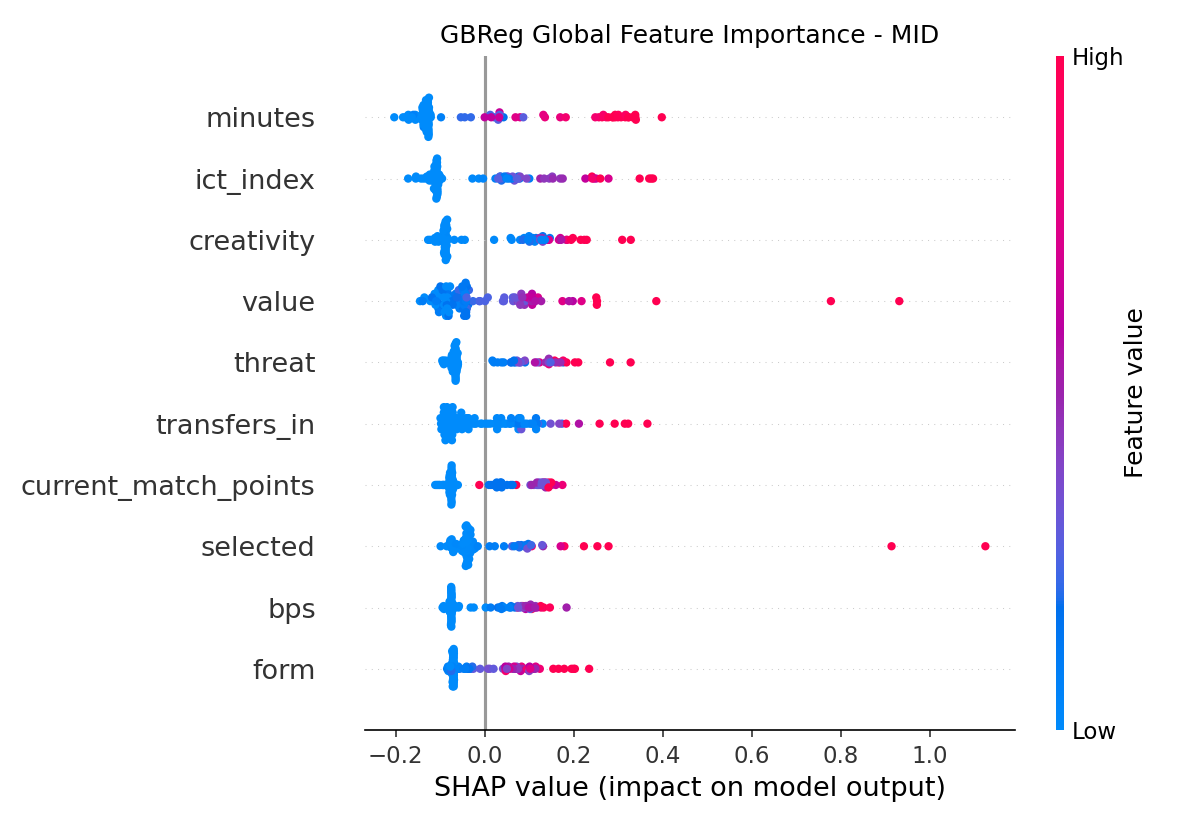 GBReg Global Feature Importance - MID
High
minutes
ict_index
creativity
value
threat
transfers_in
current_match_points
selected
bps
form
Feature value
Low
−0.2 0.0 0.2 0.4 0.6 0.8 1.0
SHAP value (impact on model output)